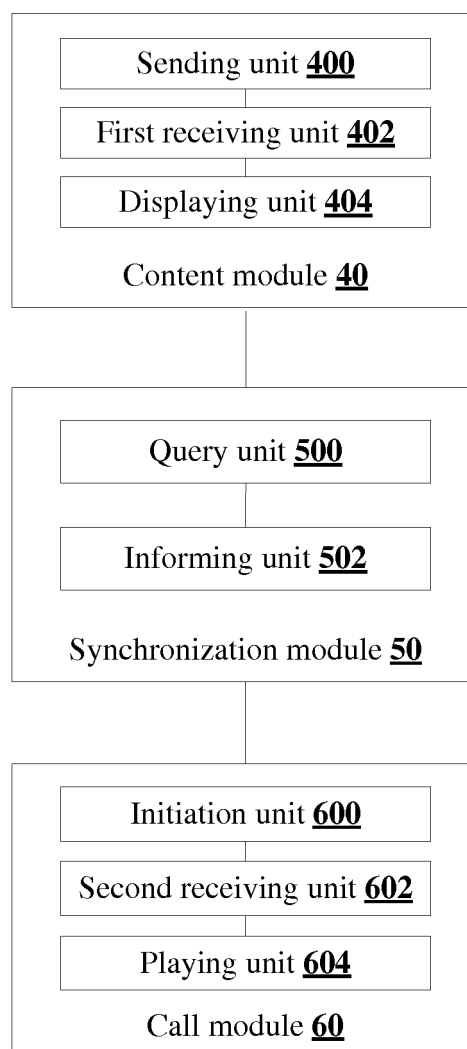 Sending unit 400
First receiving unit 402
Displaying unit 404
Content module 40
Query unit 500
Informing unit 502
Synchronization module 50
Initiation unit 600
Second receiving unit 602
Playing unit 604
Call module 60